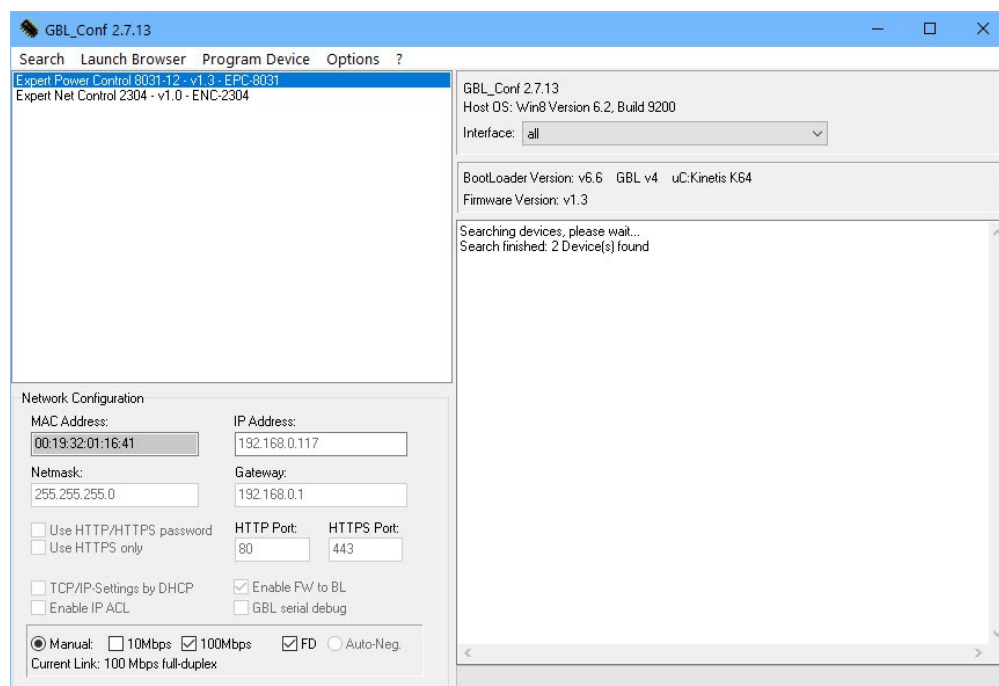 GBL_Conf 2.7.13
Search Launch Browser Program Device Options ?
Expert Power Control 8031-12 - v1.3 - EPC-8031
Expert Net Control 2304 - v1.0 - ENC-2304
GBL_Conf 2.7.13
Host OS: Win8 Version 6.2, Build 9200
Interface: all
BootLoader Version: v6.6 GBL v4 uC:Kinetis K64
Firmware Version: v1.3
Searching devices, please wait...
Search finished: 2 Device(s) found
Network Configuration
MAC Address: IP Address:
00:19:32:01:16:41 192.168.0.117
Netmask: Gateway:
255.255.255.0 192.168.0.1
Use HTTP/HTTPS password HTTP Port: HTTPS Port:
Use HTTPS only 80 443
TCP/IP-Settings by DHCP Enable FW to BL
Enable IP ACL GBL serial debug
Manual: 10Mbps 100Mbps FD Auto-Neg.
Current Link: 100 Mbps full-duplex